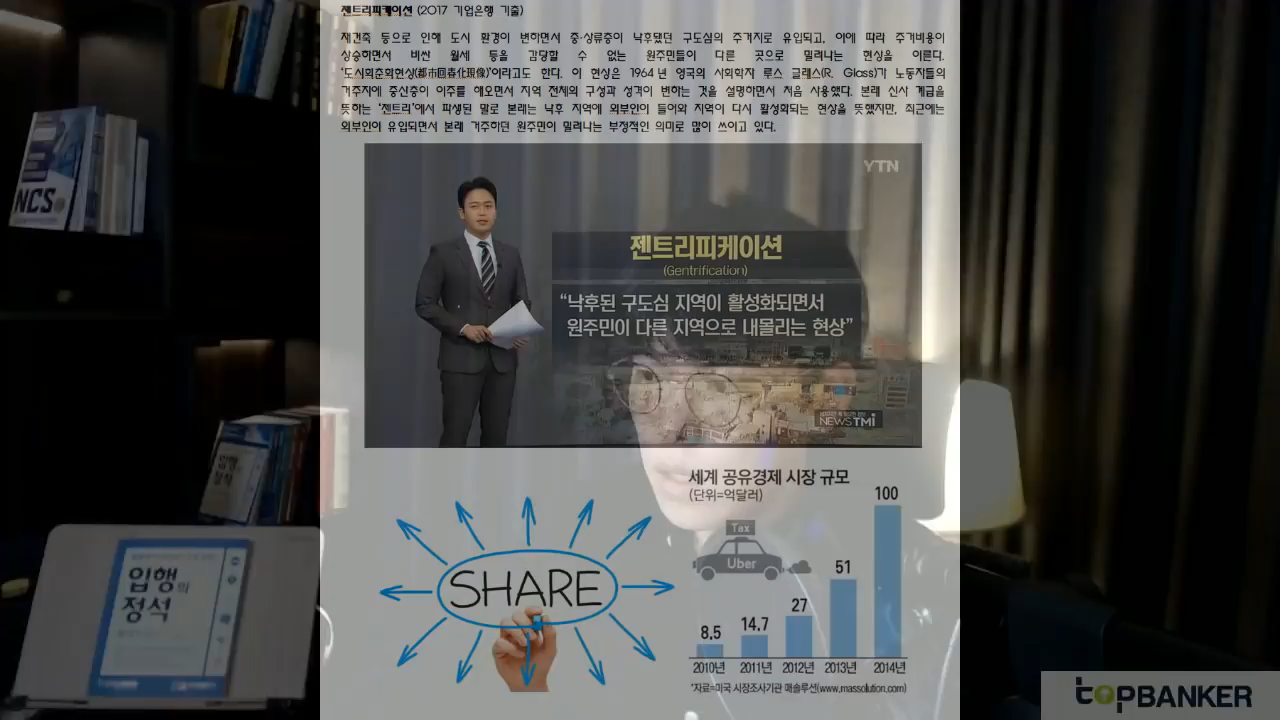 젠트리피케이션 (2017 기업은행 기출)
재건축 등으로 인해 도시 환경이 변하면서 중·상류층이 낙후됐던 구도심의 주거지로 유입되고, 이에 따라 주거비용이
상승하면서 비싼 월세 등을 감당할 수 없는 원주민들이 다른 곳으로 밀려나는 현상을 이른다.
'도시회춘화현상(都市回春化現像)'이라고도 한다. 이 현상은 1964년 영국의 사회학자 루스 글래스(R. Glass)가 노동자들의
거주지에 중산층이 이주를 해오면서 지역 전체의 구성과 성격이 변하는 것을 설명하면서 처음 사용했다. 본래 신사 계급을
뜻하는 '젠트리'에서 파생된 말로 본래는 낙후 지역에 외부인이 들어와 지역이 다시 활성화되는 현상을 뜻했지만, 최근에는
외부인이 유입되면서 본래 거주하던 원주민이 밀려나는 부정적인 의미로 많이 쓰이고 있다.
YTN
젠트리피케이션
(Gentrification)
"낙후된 구도심 지역이 활성화되면서
원주민이 다른 지역으로 내몰리는 현상"
NEWSTMI
NCS
입행
정석
입행의
정석
SHARE
세계 공유경제 시장 규모
(단위=억달러)
Tax
Uber
8.5 14.7 27 51 100
2010년 2011년 2012년 2013년 2014년
*자료=미국 시장조사기관 매솔루션(www.massolution.com)
topBANKER